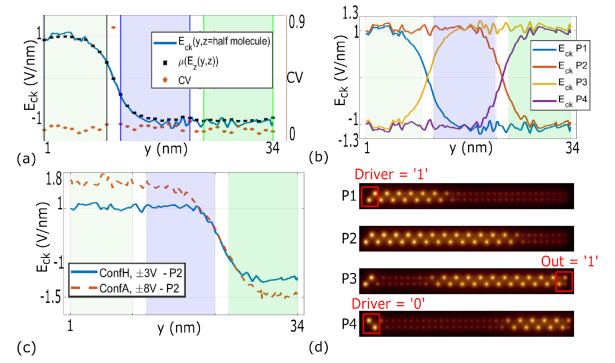 0.9
1
E_ck (V/nm)
-1
E_ck(y,z=half molecule)
μ(E_z(y,z))
CV
CV
0
1
34
y (nm)
(a)
1.3
1
E_ck (V/nm)
-1
-1.3
E_ck P1
E_ck P2
E_ck P3
E_ck P4
1
34
y (nm)
(b)
1.8
1
E_ck (V/nm)
-1
-1.5
ConfH, ±3V - P2
ConfA, ±8V - P2
1
34
y (nm)
(c)
Driver = '1'
P1
P2
Out = '1'
P3
Driver = '0'
P4
(d)